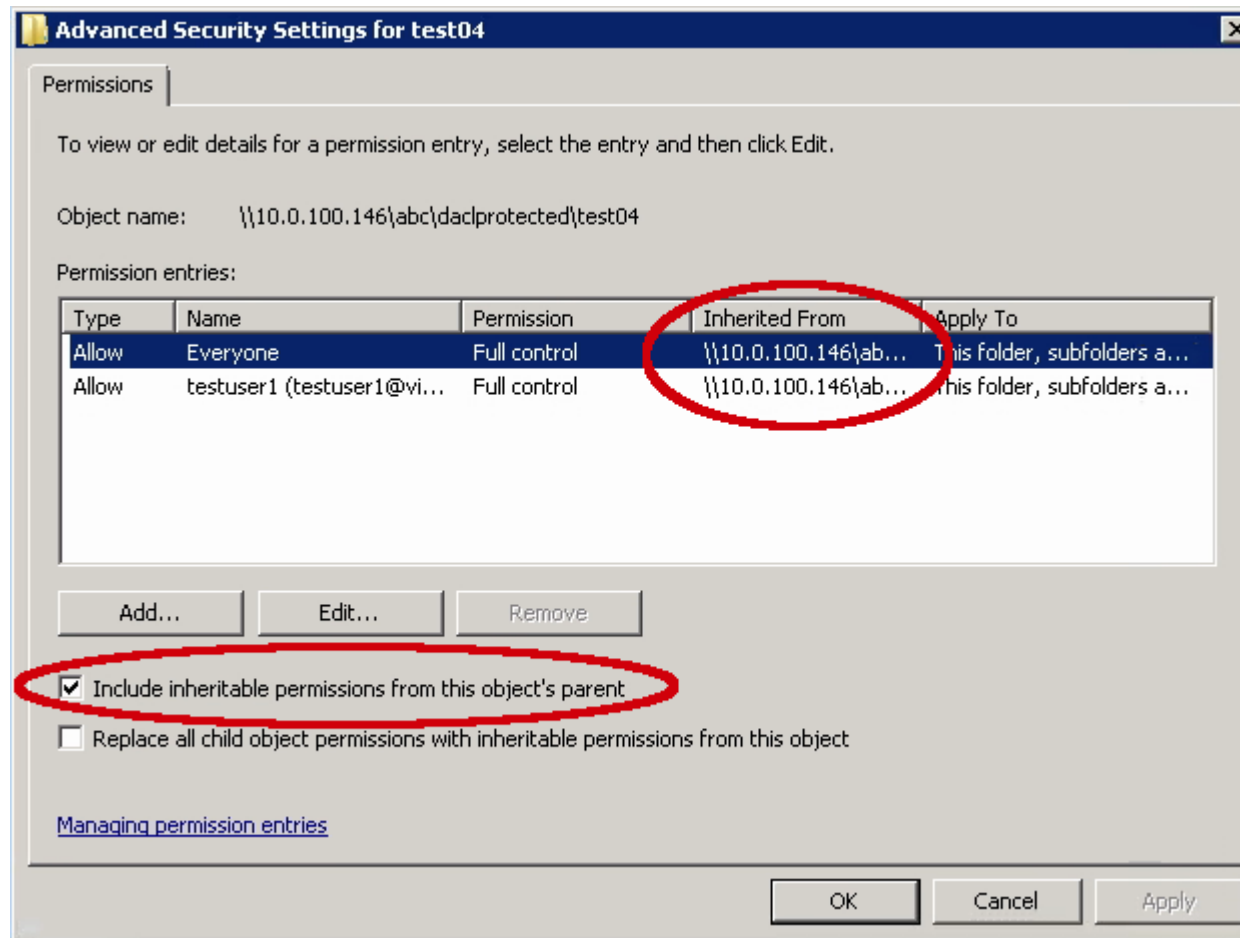 Advanced Security Settings for test04
Permissions
To view or edit details for a permission entry, select the entry and then click Edit.
Object name: \\10.0.100.146\abc\daclprotected\test04
Permission entries:
Type Name Permission Inherited From Apply To
Allow Everyone Full control \\10.0.100.146\ab... This folder, subfolders a...
Allow testuser1 (testuser1@vi... Full control \\10.0.100.146\ab... This folder, subfolders a...
Add... Edit... Remove
Include inheritable permissions from this object's parent
Replace all child object permissions with inheritable permissions from this object
Managing permission entries
OK Cancel Apply